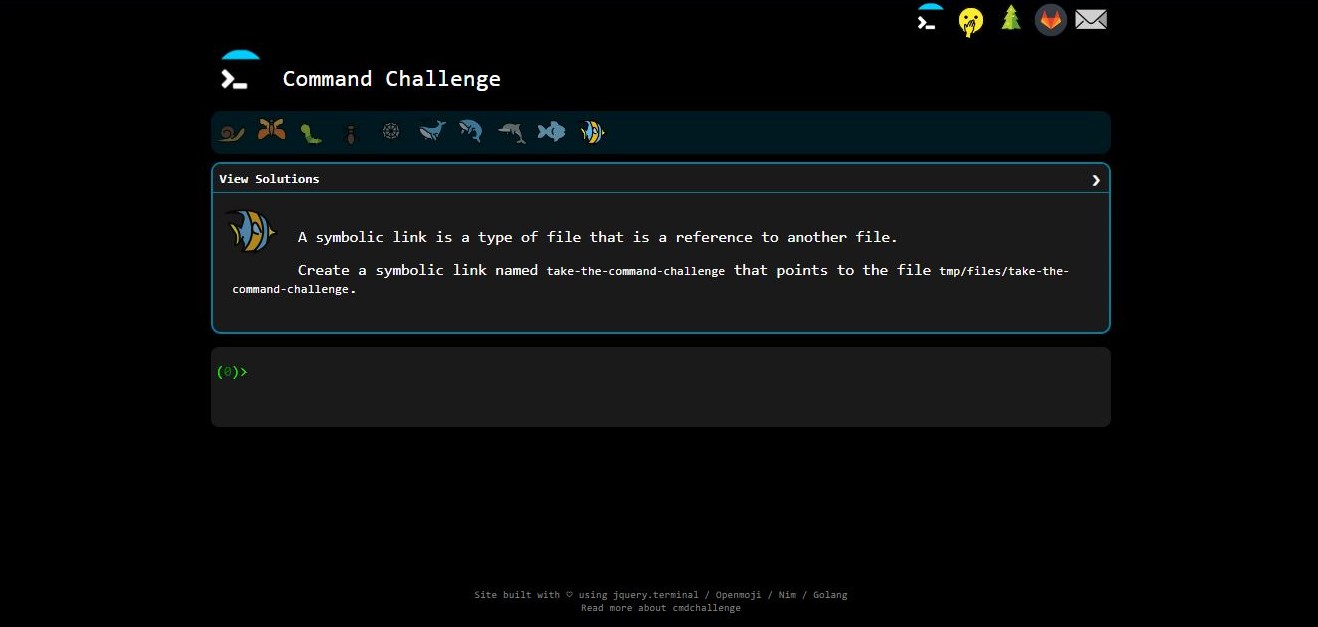 Command Challenge
View Solutions
A symbolic link is a type of file that is a reference to another file.
Create a symbolic link named take-the-command-challenge that points to the file tmp/files/take-the-
command-challenge.
(0)>
Site built with ♡ using jquery.terminal / Openmoji / Nim / Golang
Read more about cmdchallenge